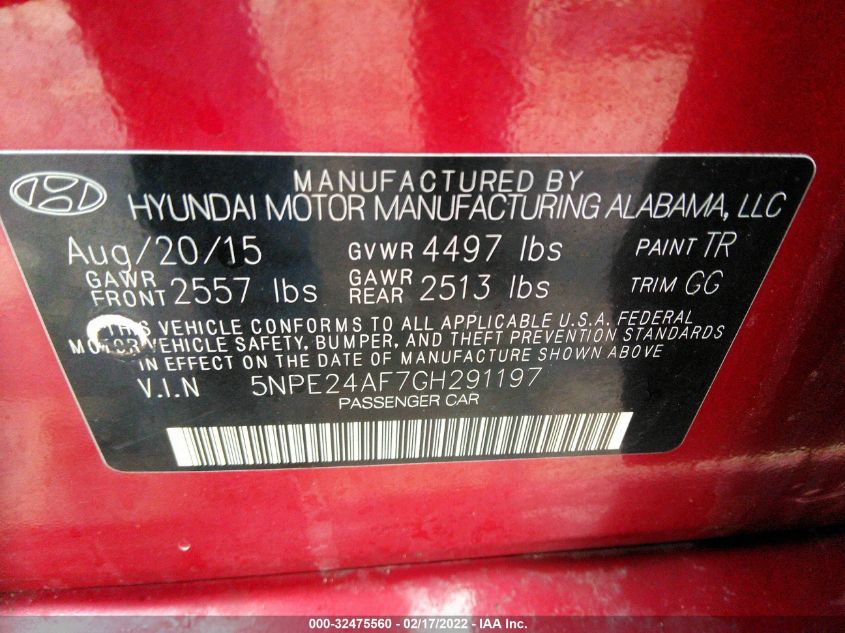 MANUFACTURED BY
HYUNDAI MOTOR MANUFACTURING ALABAMA, LLC
Aug/20/15 GVWR 4497 lbs PAINT TR
GAWR FRONT 2557 lbs GAWR REAR 2513 lbs TRIM GG
THIS VEHICLE CONFORMS TO ALL APPLICABLE U.S.A. FEDERAL
MOTOR VEHICLE SAFETY, BUMPER, AND THEFT PREVENTION STANDARDS
IN EFFECT ON THE DATE OF MANUFACTURE SHOWN ABOVE
V.I.N 5NPE24AF7GH291197
PASSENGER CAR
000-32475560 - 02/17/2022 - IAA Inc.